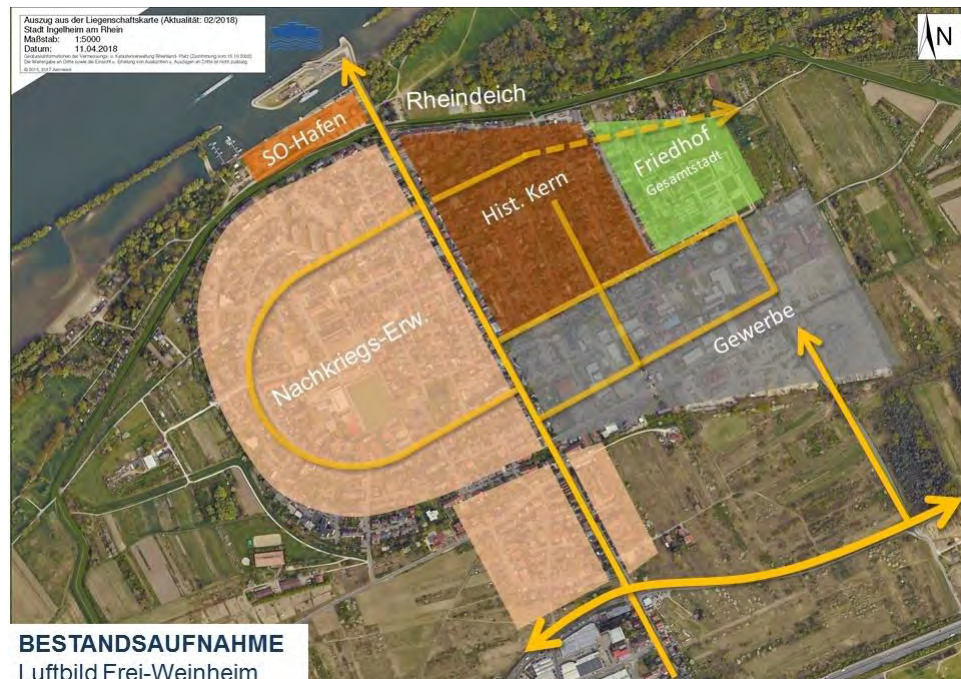 Auszug aus der Liegenschaftskarte (Aktualität: 02/2018)
Stadt Ingelheim am Rhein
Maßstab: 1:5000
Datum: 11.04.2018
N
Rheindeich
SO-Hafen
Friedhof
Gesamtstadt
Hist. Kern
Nachkriegs-Erw.
Gewerbe
BESTANDSAUFNAHME
Luftbild Frei-Weinheim